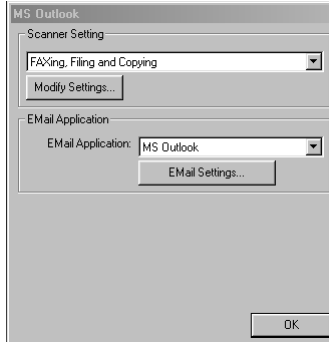 MS Outlook
Scanner Setting
FAXing, Filing and Copying
Modify Settings...
EMail Application
EMail Application: MS Outlook
EMail Settings...
OK